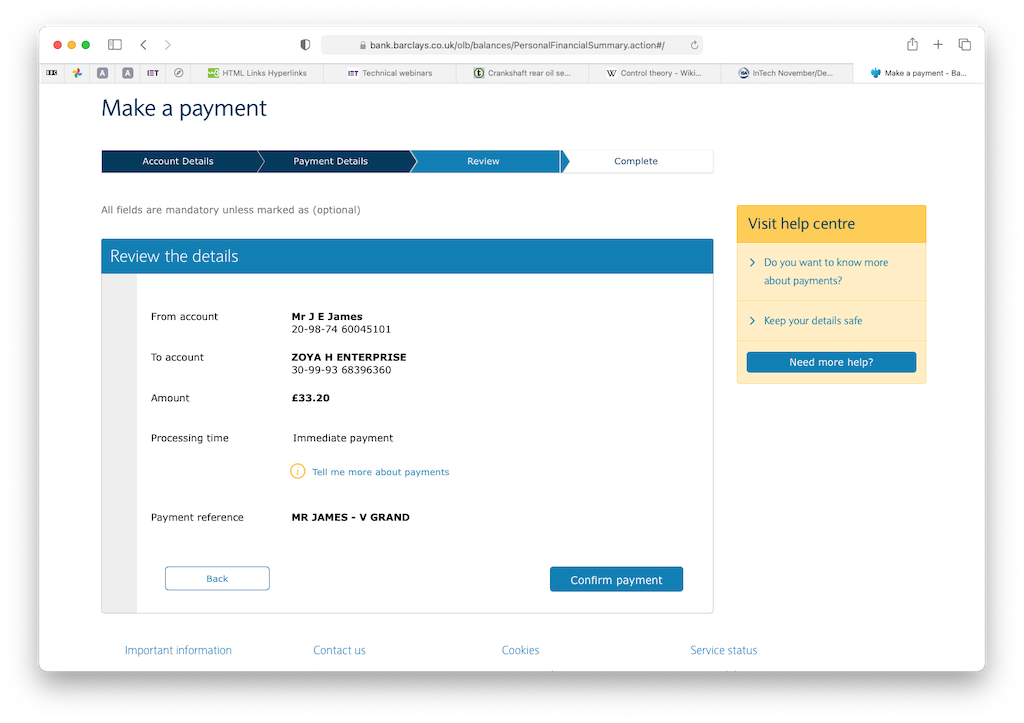 bank.barclays.co.uk/olb/balances/PersonalFinancialSummary.action#/
A
A
IET
HTML Links Hyperlinks
IET Technical webinars
Crankshaft rear oil se...
W Control theory – Wiki...
InTech November/De...
Make a payment - Ba...
Make a payment
Account Details
Payment Details
Review
Complete
All fields are mandatory unless marked as (optional)
Visit help centre
Do you want to know more
about payments?
Keep your details safe
Need more help?
Review the details
From account
Mr J E James
20-98-74 60045101
To account
ZOYA H ENTERPRISE
30-99-93 68396360
Amount
£33.20
Processing time
Immediate payment
i Tell me more about payments
Payment reference
MR JAMES - V GRAND
Back
Confirm payment
Important information
Contact us
Cookies
Service status